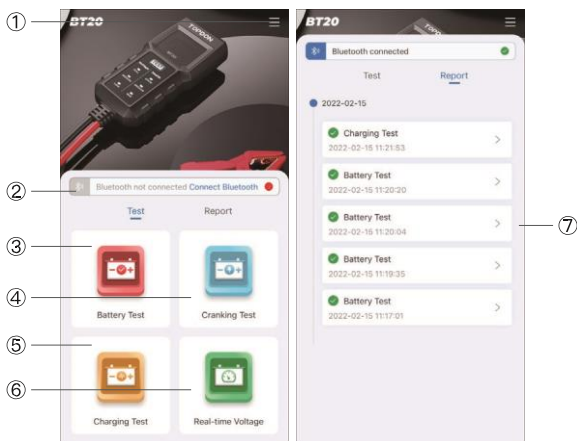 ①
BT20
TOPDON
②
Bluetooth not connected Connect Bluetooth
Test
Report
③
④
Battery Test
Cranking Test
⑤
⑥
Charging Test
Real-time Voltage
BT20
Bluetooth connected
Test
Report
2022-02-15
Charging Test
2022-02-15 11:21:53
Battery Test
2022-02-15 11:20:20
Battery Test
2022-02-15 11:20:04
⑦
Battery Test
2022-02-15 11:19:35
Battery Test
2022-02-15 11:17:01